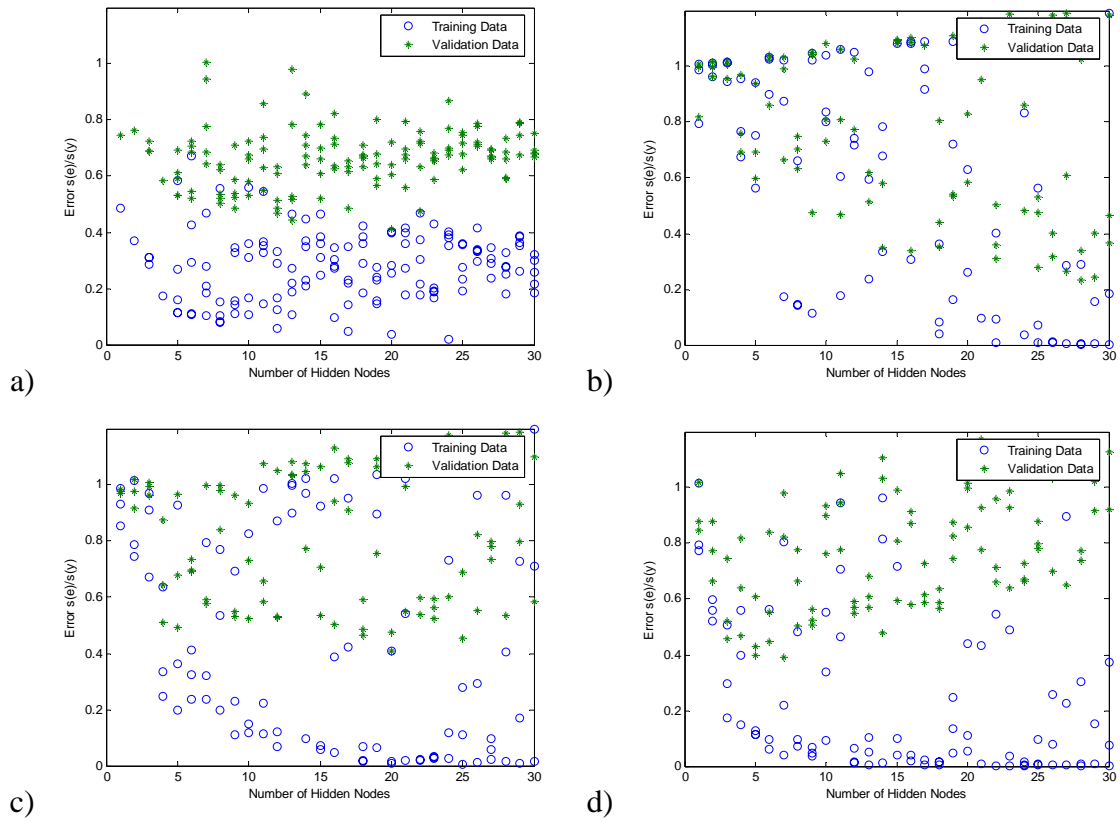 Training Data
Validation Data
1
0.8
0.6
0.4
0.2
0
Error s(e)/s(y)
0 5 10 15 20 25 30
Number of Hidden Nodes
a)
Training Data
Validation Data
1
0.8
0.6
0.4
0.2
0
Error s(e)/s(y)
0 5 10 15 20 25 30
Number of Hidden Nodes
b)
Training Data
Validation Data
1
0.8
0.6
0.4
0.2
0
Error s(e)/s(y)
0 5 10 15 20 25 30
Number of Hidden Nodes
c)
Training Data
Validation Data
1
0.8
0.6
0.4
0.2
0
Error s(e)/s(y)
0 5 10 15 20 25 30
Number of Hidden Nodes
d)